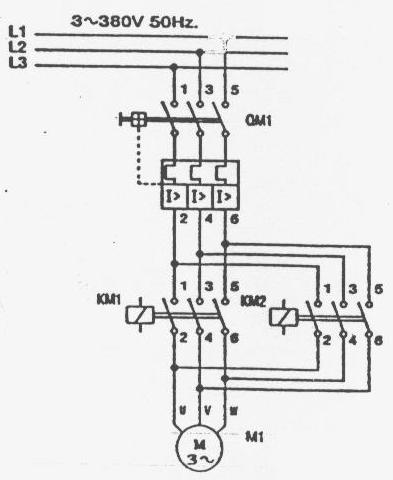 3~380V 50Hz.
L1
L2
L3
1 3 5
QM1
I> I> I>
2 4 6
1 3 5
KM1
2 4 6
1 3 5
KM2
2 4 6
U V W
M1
M
3~